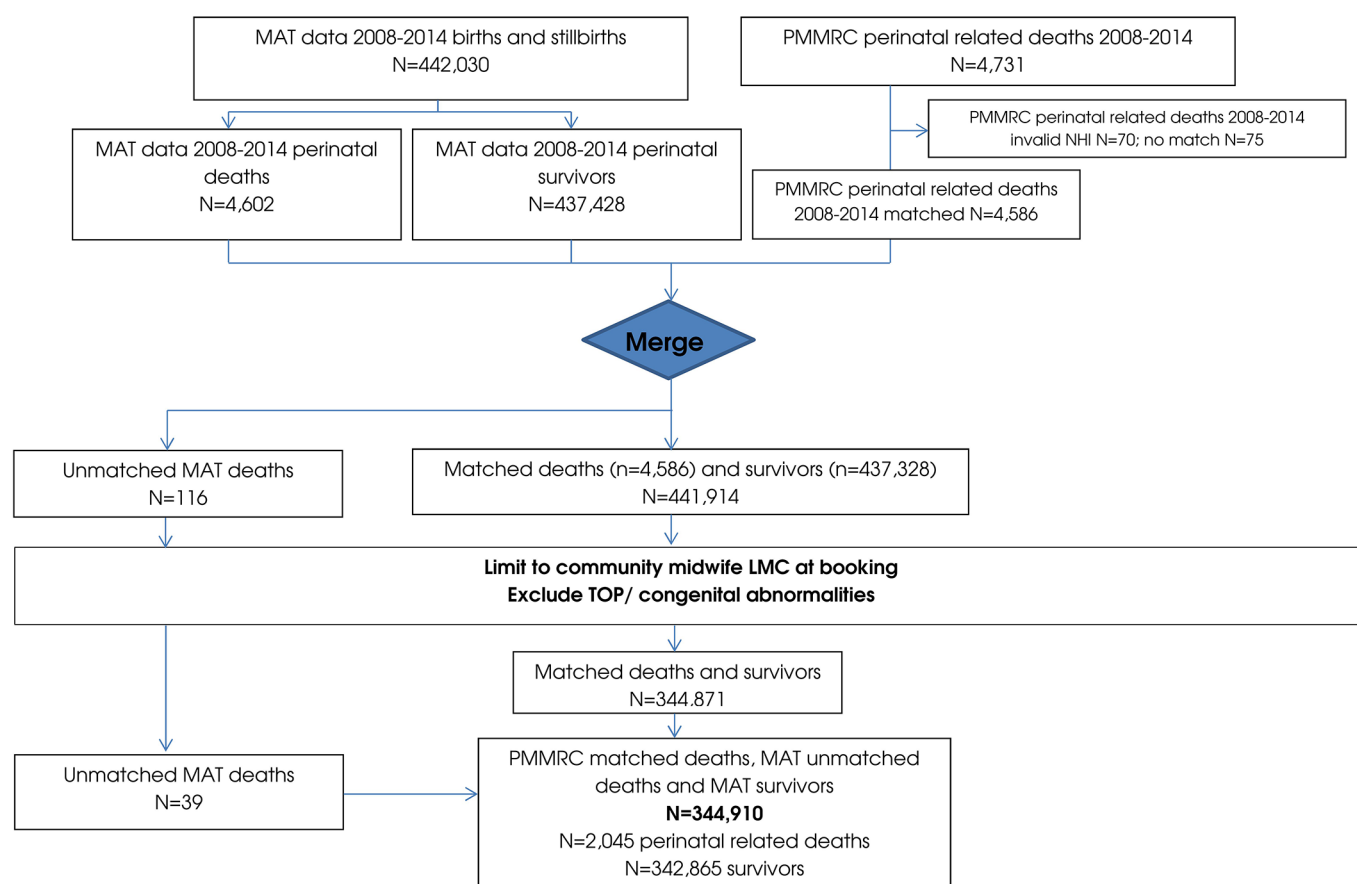 MAT data 2008-2014 births and stillbirths
N=442,030
PMMRC perinatal related deaths 2008-2014
N=4,731
PMMRC perinatal related deaths 2008-2014
invalid NHI N=70; no match N=75
MAT data 2008-2014 perinatal
deaths
N=4,602
MAT data 2008-2014 perinatal
survivors
N=437,428
PMMRC perinatal related deaths
2008-2014 matched N=4,586
Merge
Unmatched MAT deaths
N=116
Matched deaths (n=4,586) and survivors (n=437,328)
N=441,914
Limit to community midwife LMC at booking
Exclude TOP/ congenital abnormalities
Matched deaths and survivors
N=344,871
Unmatched MAT deaths
N=39
PMMRC matched deaths, MAT unmatched
deaths and MAT survivors
N=344,910
N=2,045 perinatal related deaths
N=342,865 survivors